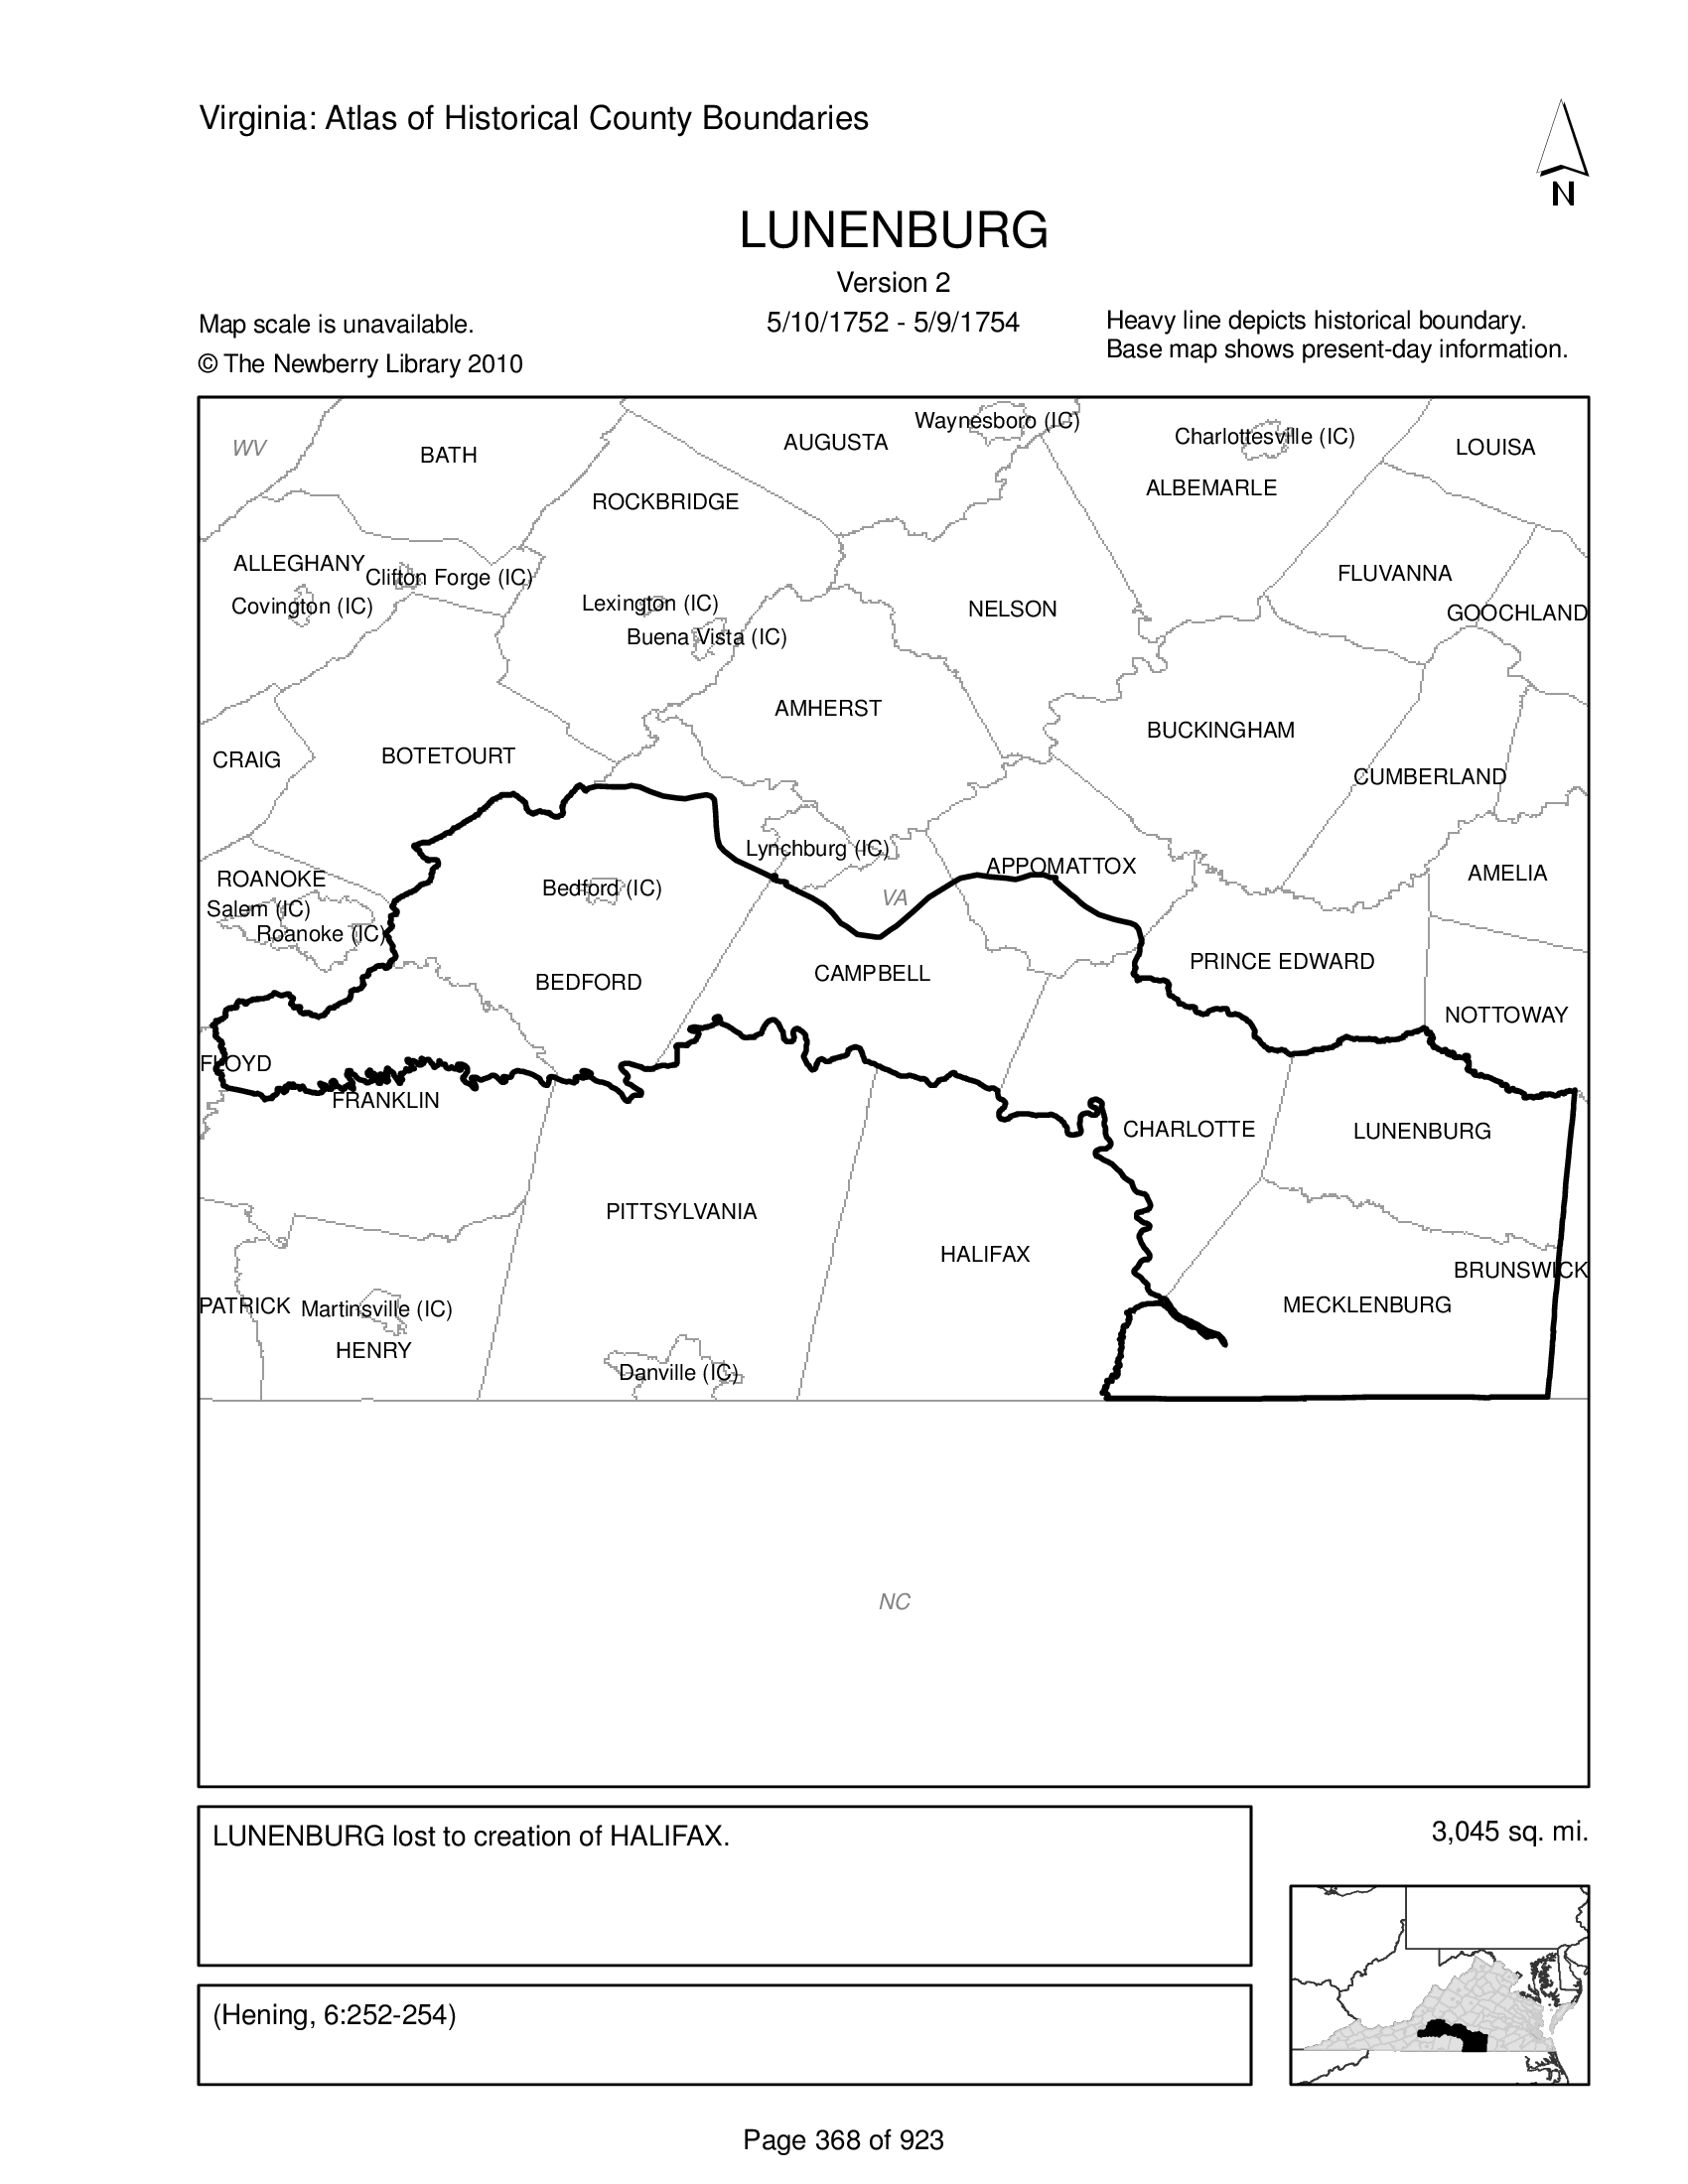 Virginia: Atlas of Historical County Boundaries
N
LUNENBURG
Version 2
Map scale is unavailable.
5/10/1752 - 5/9/1754
Heavy line depicts historical boundary.
Base map shows present-day information.
© The Newberry Library 2010
WV
BATH
AUGUSTA
Waynesboro (IC)
Charlottesville (IC)
LOUISA
ROCKBRIDGE
ALBEMARLE
ALLEGHANY
Clifton Forge (IC)
FLUVANNA
Covington (IC)
Lexington (IC)
NELSON
GOOCHLAND
Buena Vista (IC)
AMHERST
BUCKINGHAM
CRAIG
BOTETOURT
CUMBERLAND
Lynchburg (IC)
APPOMATTOX
AMELIA
ROANOKE
Bedford (IC)
VA
Salem (IC)
Roanoke (IC)
PRINCE EDWARD
BEDFORD
CAMPBELL
NOTTOWAY
FLOYD
FRANKLIN
CHARLOTTE
LUNENBURG
PITTSYLVANIA
HALIFAX
BRUNSWICK
PATRICK
Martinsville (IC)
MECKLENBURG
HENRY
Danville (IC)
NC
LUNENBURG lost to creation of HALIFAX.
3,045 sq. mi.
(Hening, 6:252-254)
Page 368 of 923